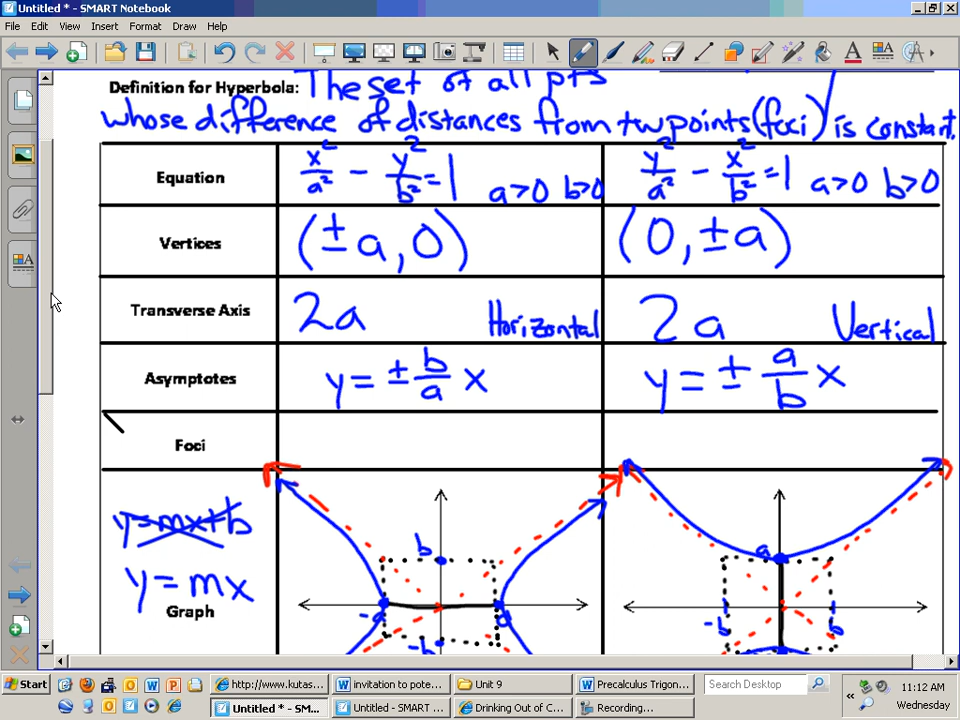 Untitled * - SMART Notebook
File Edit View Insert Format Draw Help
Definition for Hyperbola: The set of all pts
whose difference of distances from two points (foci) is constant.
Equation x²/a² - y²/b² = 1 a>0 b>0 y²/a² - x²/b² = 1 a>0 b>0
Vertices (±a,0) (0,±a)
Transverse Axis 2a Horizontal 2a Vertical
Asymptotes y = ± b/a x y = ± a/b x
Foci
y=mx+b
y = mx
Graph
b
-a a
-b
a
-b b
Start http://www.kutas... invitation to pote... Unit 9 Precalculus Trigon... Search Desktop 11:12 AM
Untitled * - SM... Untitled - SMART ... Drinking Out of C... Recording... Wednesday